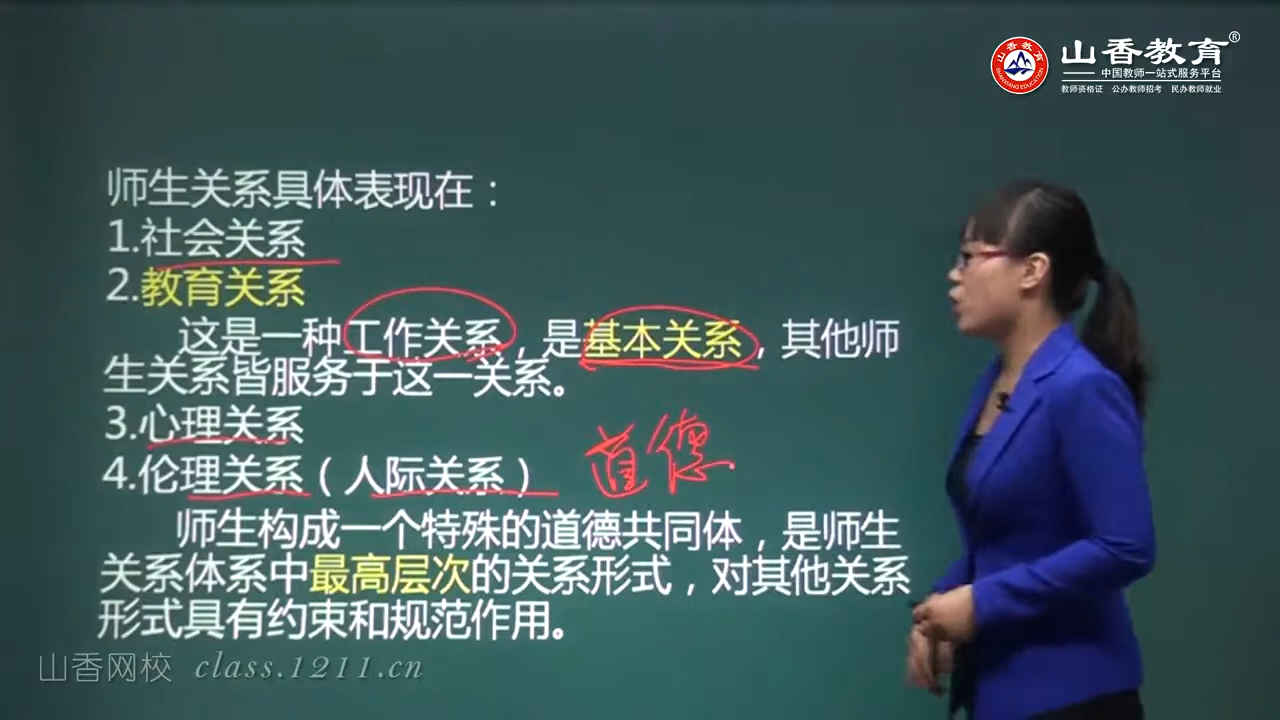 山香教育®
中国教师一站式服务平台
教师资格证 公办教师招考 民办教师就业
山香教育
SHANXIANG EDUCATION
师生关系具体表现在：
1.社会关系
2.教育关系
这是一种工作关系，是基本关系，其他师
生关系皆服务于这一关系。
3.心理关系
道德
4.伦理关系（人际关系）
师生构成一个特殊的道德共同体，是师生
关系体系中最高层次的关系形式，对其他关系
形式具有约束和规范作用。
山香网校 class.1211.cn